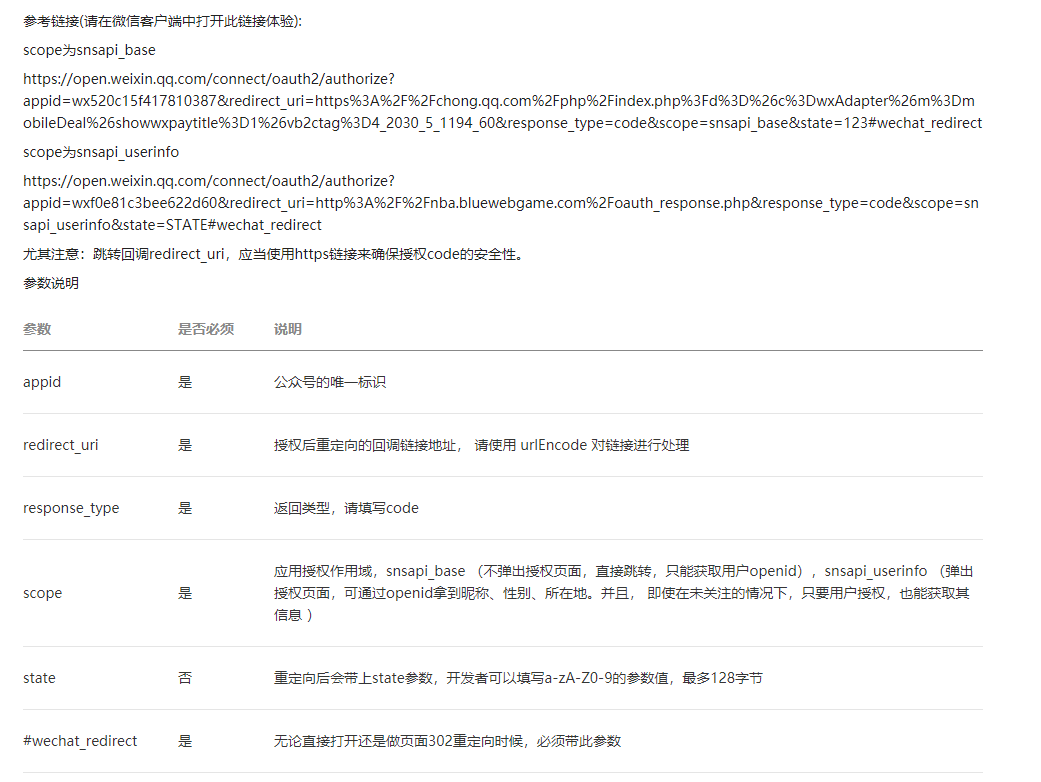 参考链接(请在微信客户端中打开此链接体验):
scope为snsapi_base
https://open.weixin.qq.com/connect/oauth2/authorize?
appid=wx520c15f417810387&redirect_uri=https%3A%2F%2Fchong.qq.com%2Fphp%2Findex.php%3Fd%3D%26c%3DwxAdapter%26m%3Dm
obileDeal%26showwxpaytitle%3D1%26vb2ctag%3D4_2030_5_1194_60&response_type=code&scope=snsapi_base&state=123#wechat_redirect
scope为snsapi_userinfo
https://open.weixin.qq.com/connect/oauth2/authorize?
appid=wxf0e81c3bee622d60&redirect_uri=http%3A%2F%2Fnba.bluewebgame.com%2Foauth_response.php&response_type=code&scope=sn
sapi_userinfo&state=STATE#wechat_redirect
尤其注意：跳转回调redirect_uri，应当使用https链接来确保授权code的安全性。
参数说明
参数 是否必须 说明
appid 是 公众号的唯一标识
redirect_uri 是 授权后重定向的回调链接地址， 请使用 urlEncode 对链接进行处理
response_type 是 返回类型，请填写code
应用授权作用域，snsapi_base （不弹出授权页面，直接跳转，只能获取用户openid），snsapi_userinfo （弹出
scope 是 授权页面，可通过openid拿到昵称、性别、所在地。并且， 即使在未关注的情况下，只要用户授权，也能获取其
信息 ）
state 否 重定向后会带上state参数，开发者可以填写a-zA-Z0-9的参数值，最多128字节
#wechat_redirect 是 无论直接打开还是做页面302重定向时候，必须带此参数